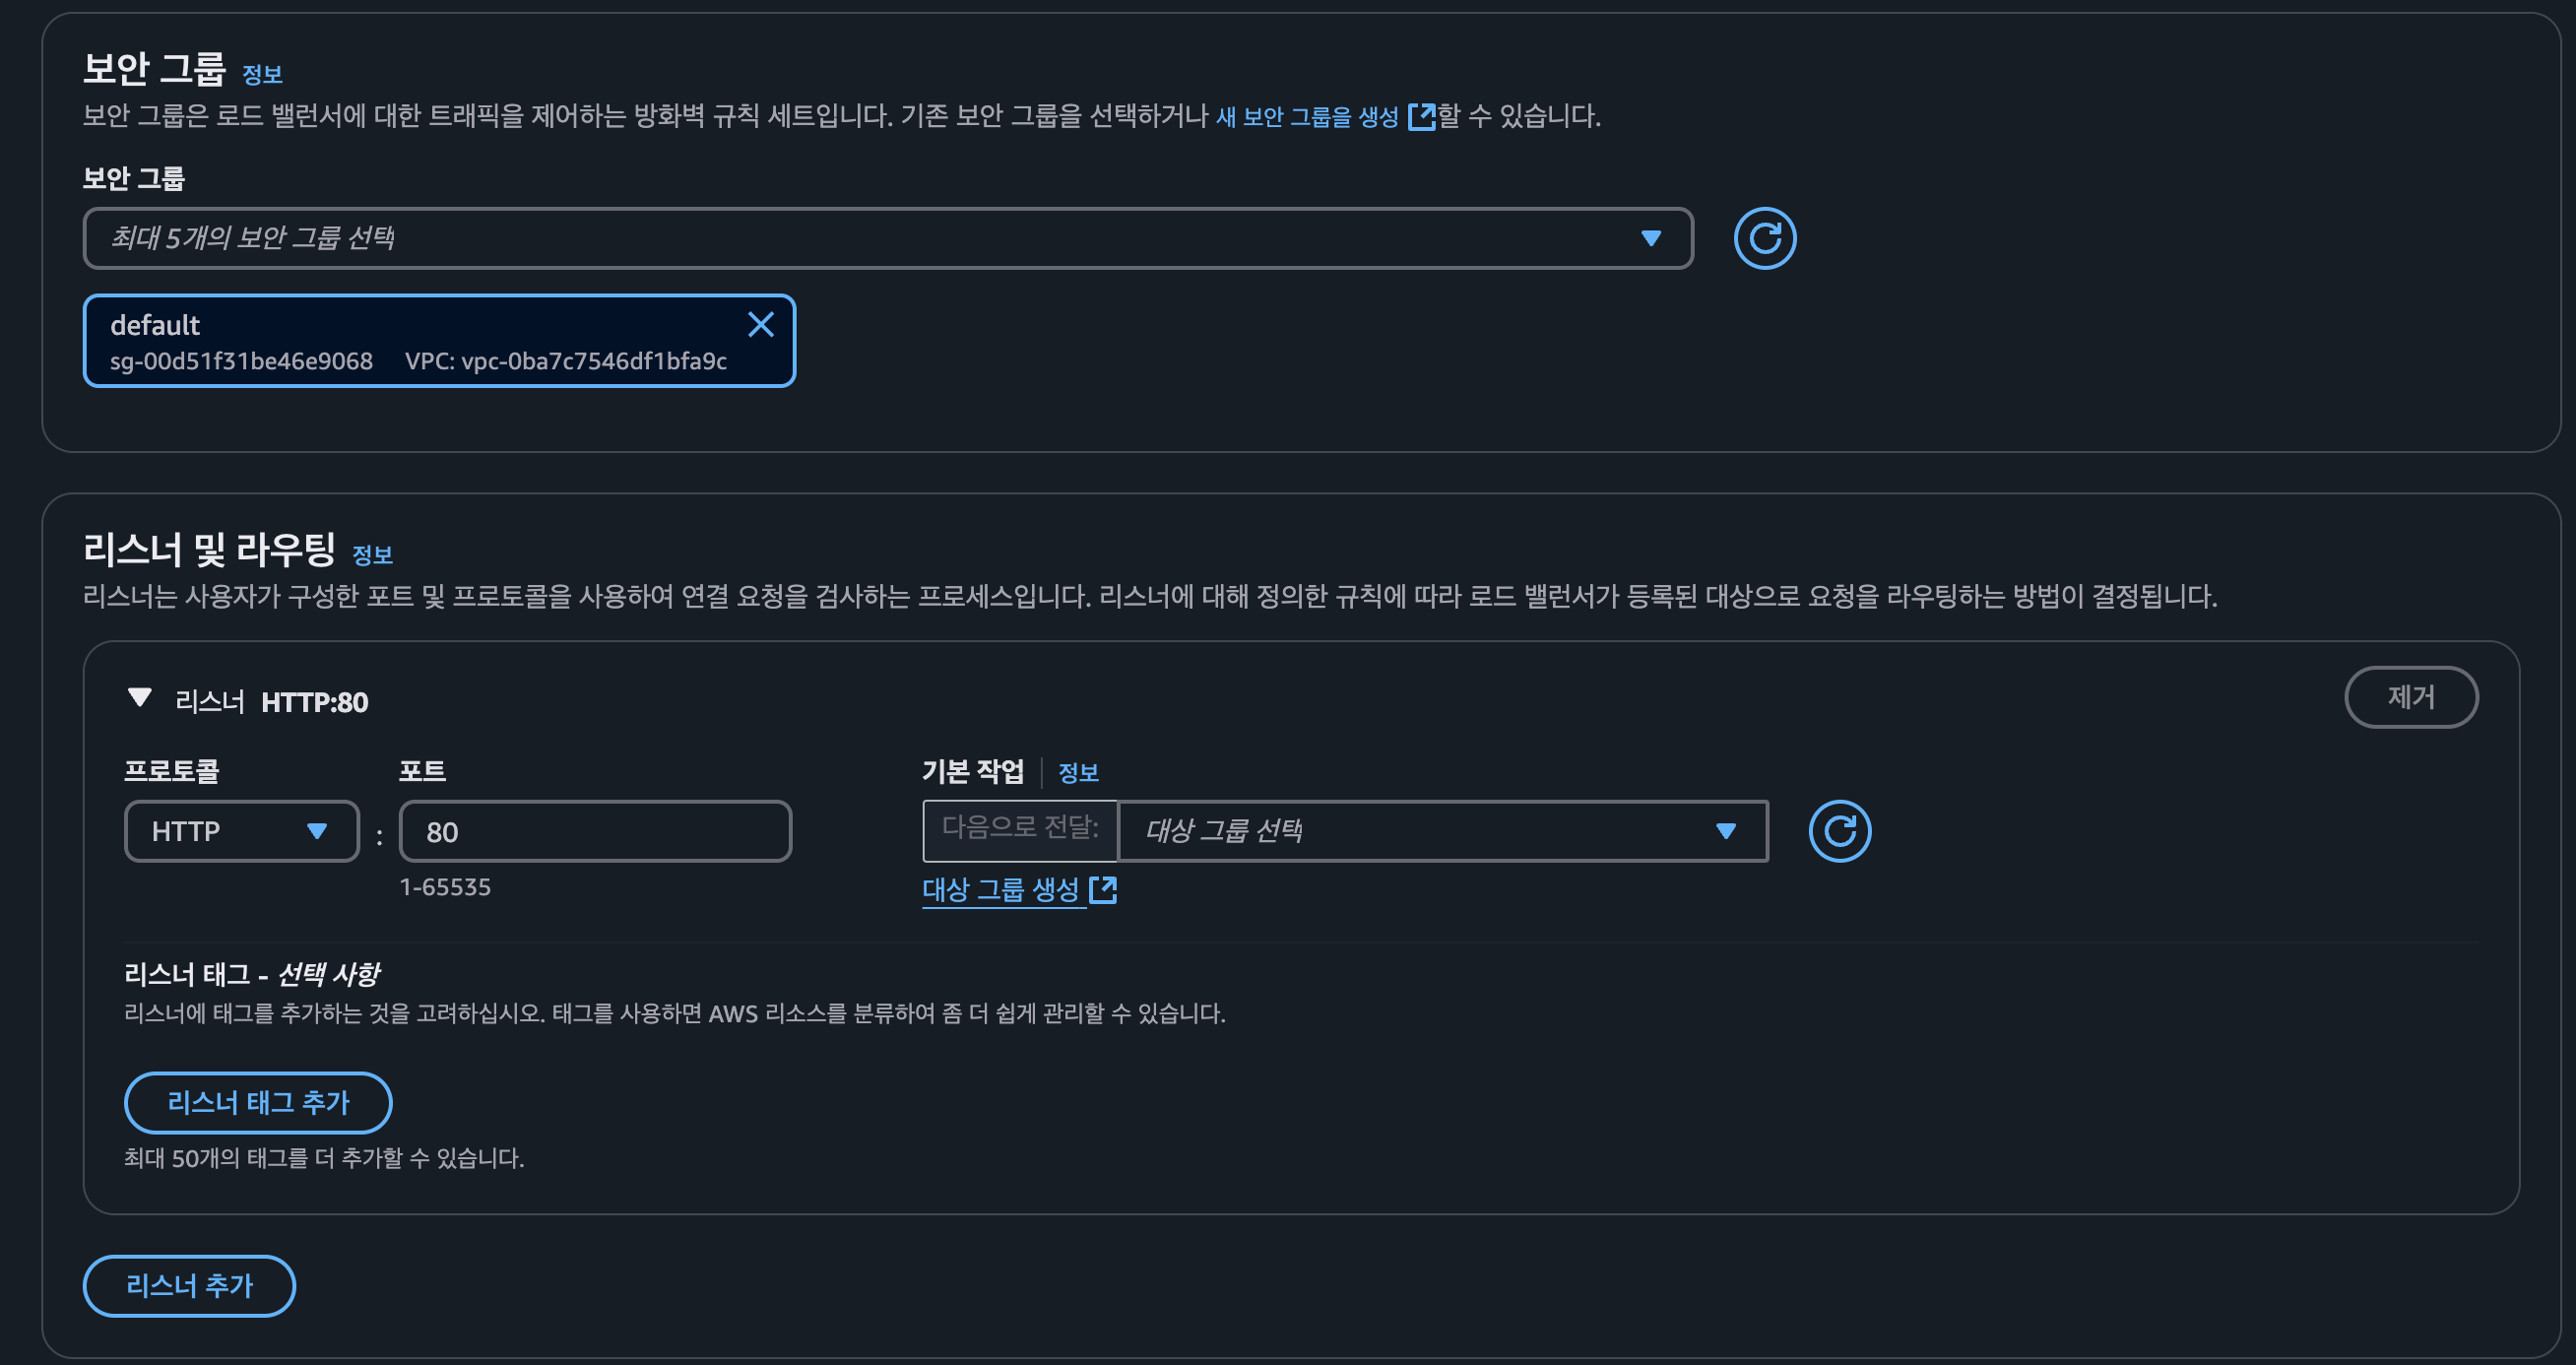 보안 그룹 정보
보안 그룹은 로드 밸런서에 대한 트래픽을 제어하는 방화벽 규칙 세트입니다. 기존 보안 그룹을 선택하거나 새 보안 그룹을 생성 할 수 있습니다.
보안 그룹
최대 5개의 보안 그룹 선택
default
sg-00d51f31be46e9068 VPC: vpc-0ba7c7546df1bfa9c
리스너 및 라우팅 정보
리스너는 사용자가 구성한 포트 및 프로토콜을 사용하여 연결 요청을 검사하는 프로세스입니다. 리스너에 대해 정의한 규칙에 따라 로드 밸런서가 등록된 대상으로 요청을 라우팅하는 방법이 결정됩니다.
리스너 HTTP:80
제거
프로토콜 포트 기본 작업 정보
HTTP : 80 다음으로 전달: 대상 그룹 선택
1-65535 대상 그룹 생성
리스너 태그 - 선택 사항
리스너에 태그를 추가하는 것을 고려하십시오. 태그를 사용하면 AWS 리소스를 분류하여 좀 더 쉽게 관리할 수 있습니다.
리스너 태그 추가
최대 50개의 태그를 더 추가할 수 있습니다.
리스너 추가